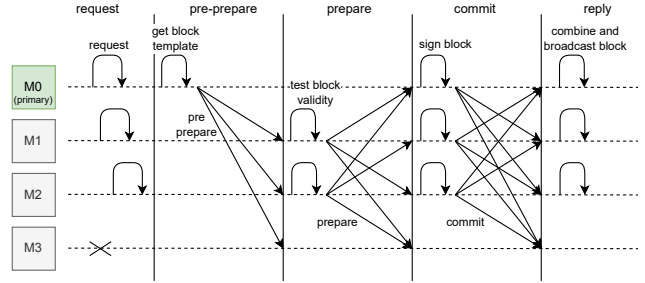 request
pre-prepare
prepare
commit
reply
request
get block
template
sign block
combine and
broadcast block
M0
(primary)
test block
validity
pre
prepare
M1
M2
prepare
commit
M3